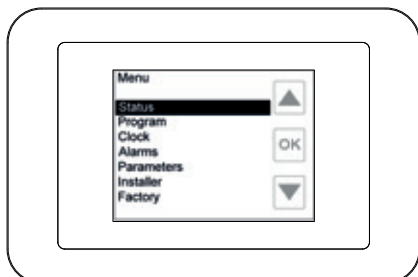 Menu
Status
Program
Clock
OK
Alarms
Parameters
Installer
Factory